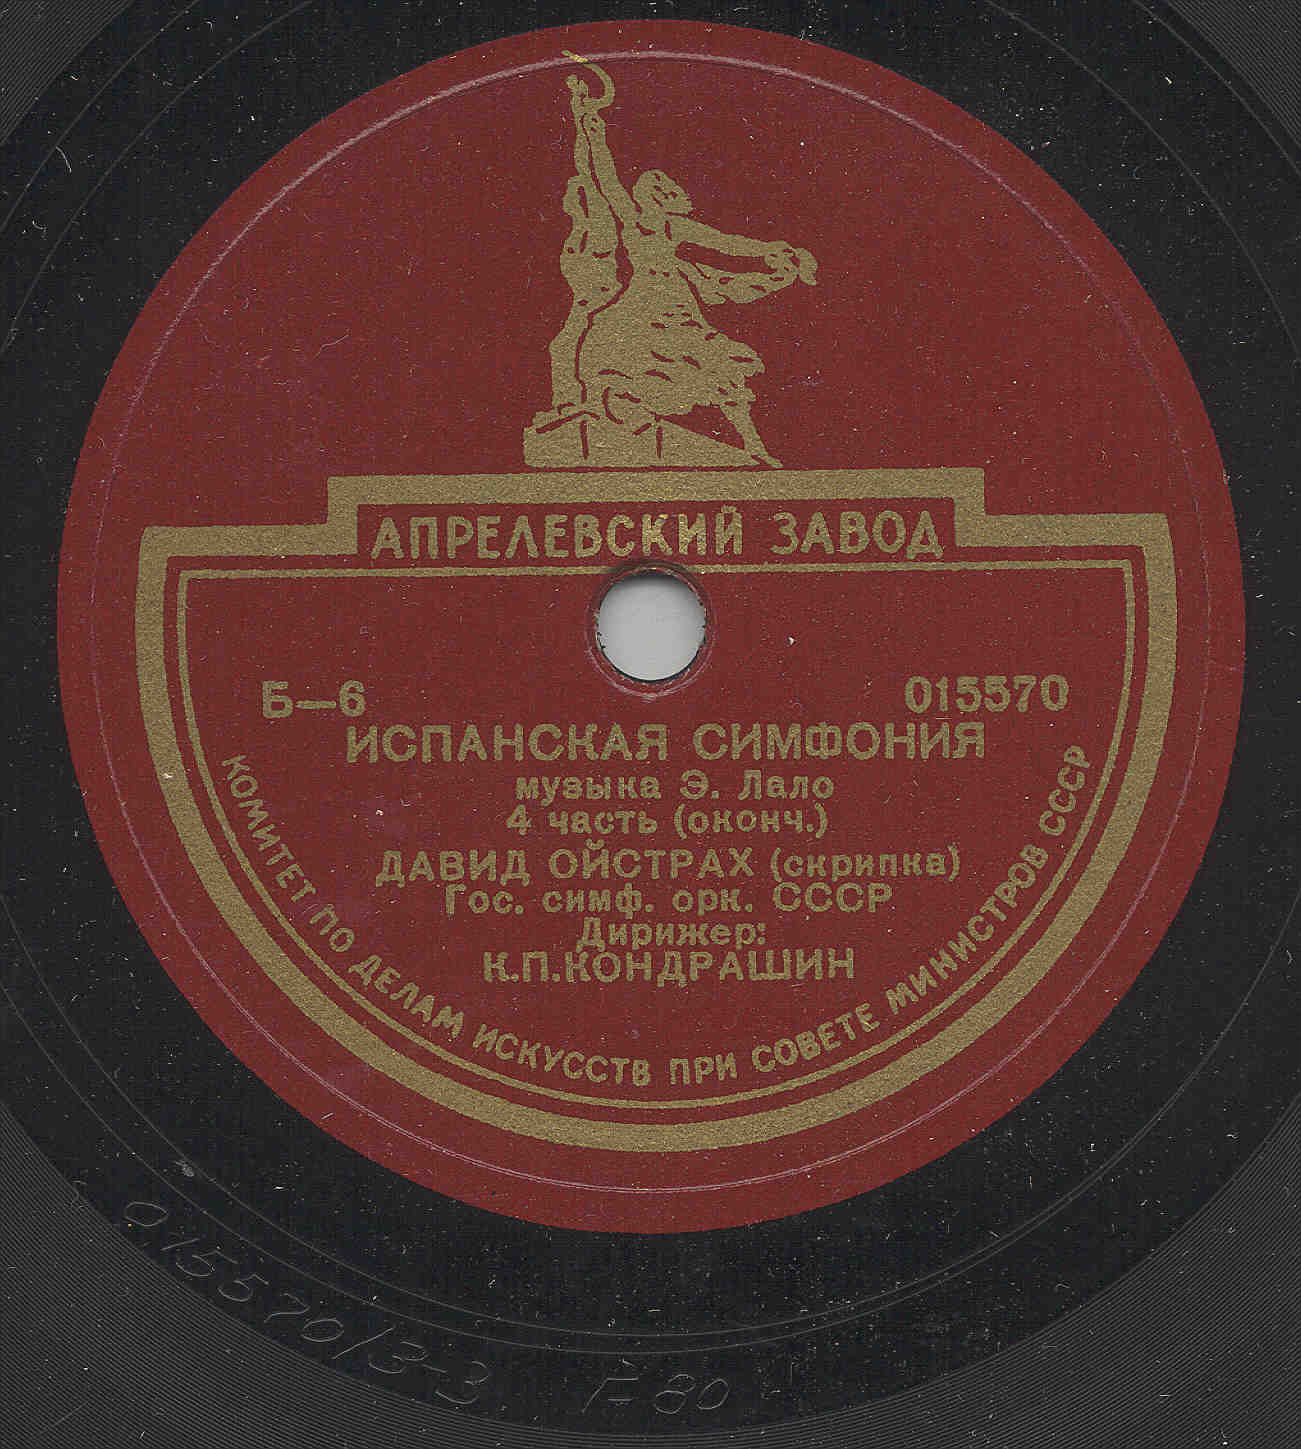 АПРЕЛЕВСКИЙ ЗАВОД
Б—6 015570
ИСПАНСКАЯ СИМФОНИЯ
музыка Э. Лало
4 часть (оконч.)
ДАВИД ОЙСТРАХ (скрипка)
Гос. симф. орк. СССР
Дирижер:
К.П.КОНДРАШИН
КОМИТЕТ ПО ДЕЛАМ ИСКУССТВ ПРИ СОВЕТЕ МИНИСТРОВ СССР
015570/3-3 Г-80